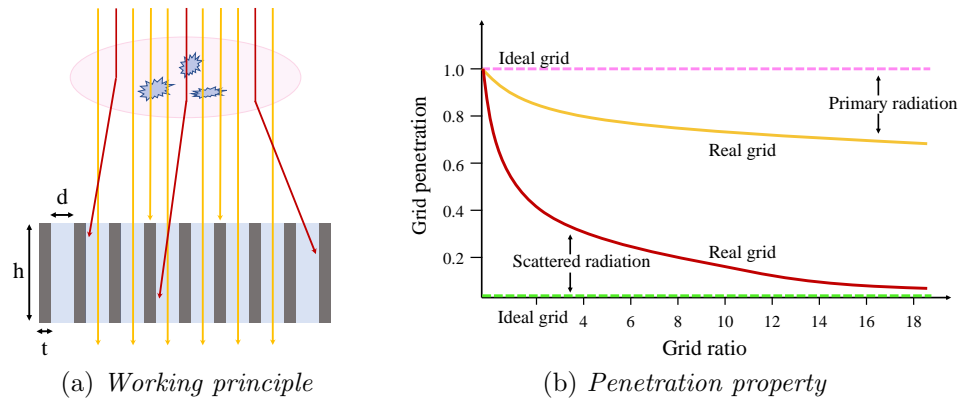 d
h
t
(a) Working principle
Grid penetration
1.0
0.8
0.6
0.4
0.2
Ideal grid
Primary radiation
Real grid
Real grid
Scattered radiation
Ideal grid
4 6 8 10 12 14 16 18
Grid ratio
(b) Penetration property